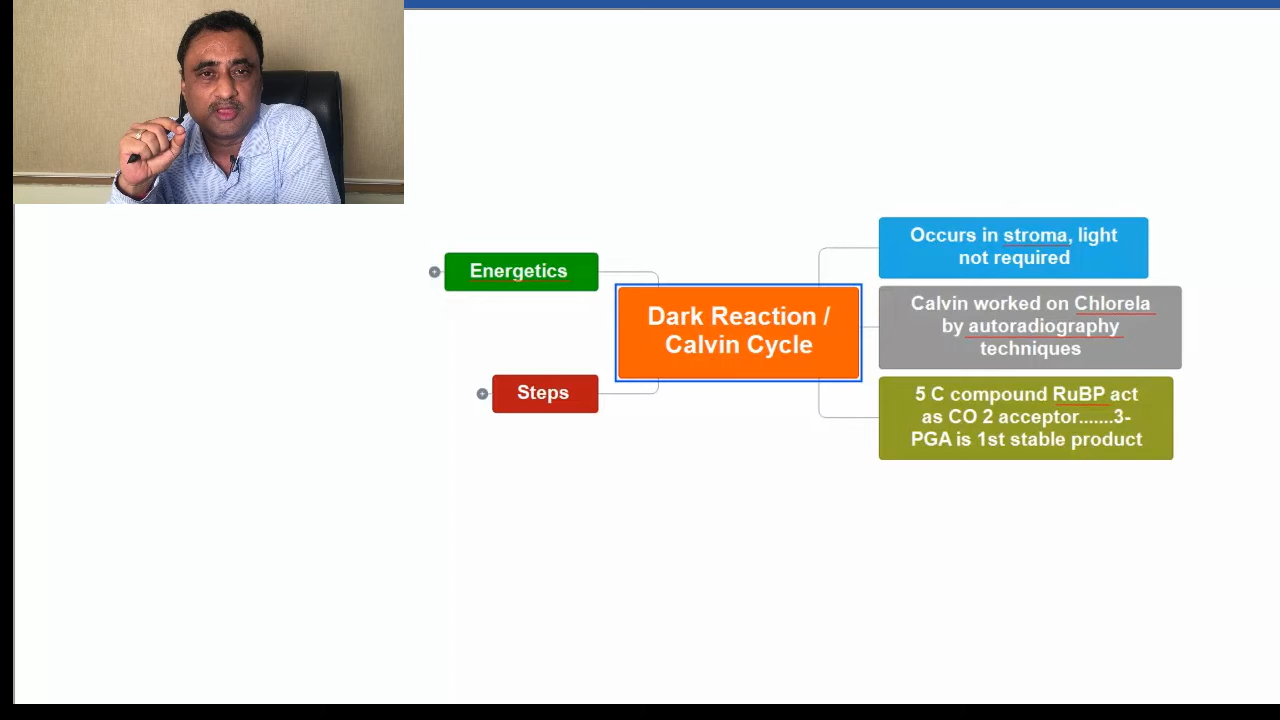 Energetics
Steps
Dark Reaction /
Calvin Cycle
Occurs in stroma, light
not required
Calvin worked on Chlorela
by autoradiography
techniques
5 C compound RuBP act
as CO 2 acceptor.......3-
PGA is 1st stable product